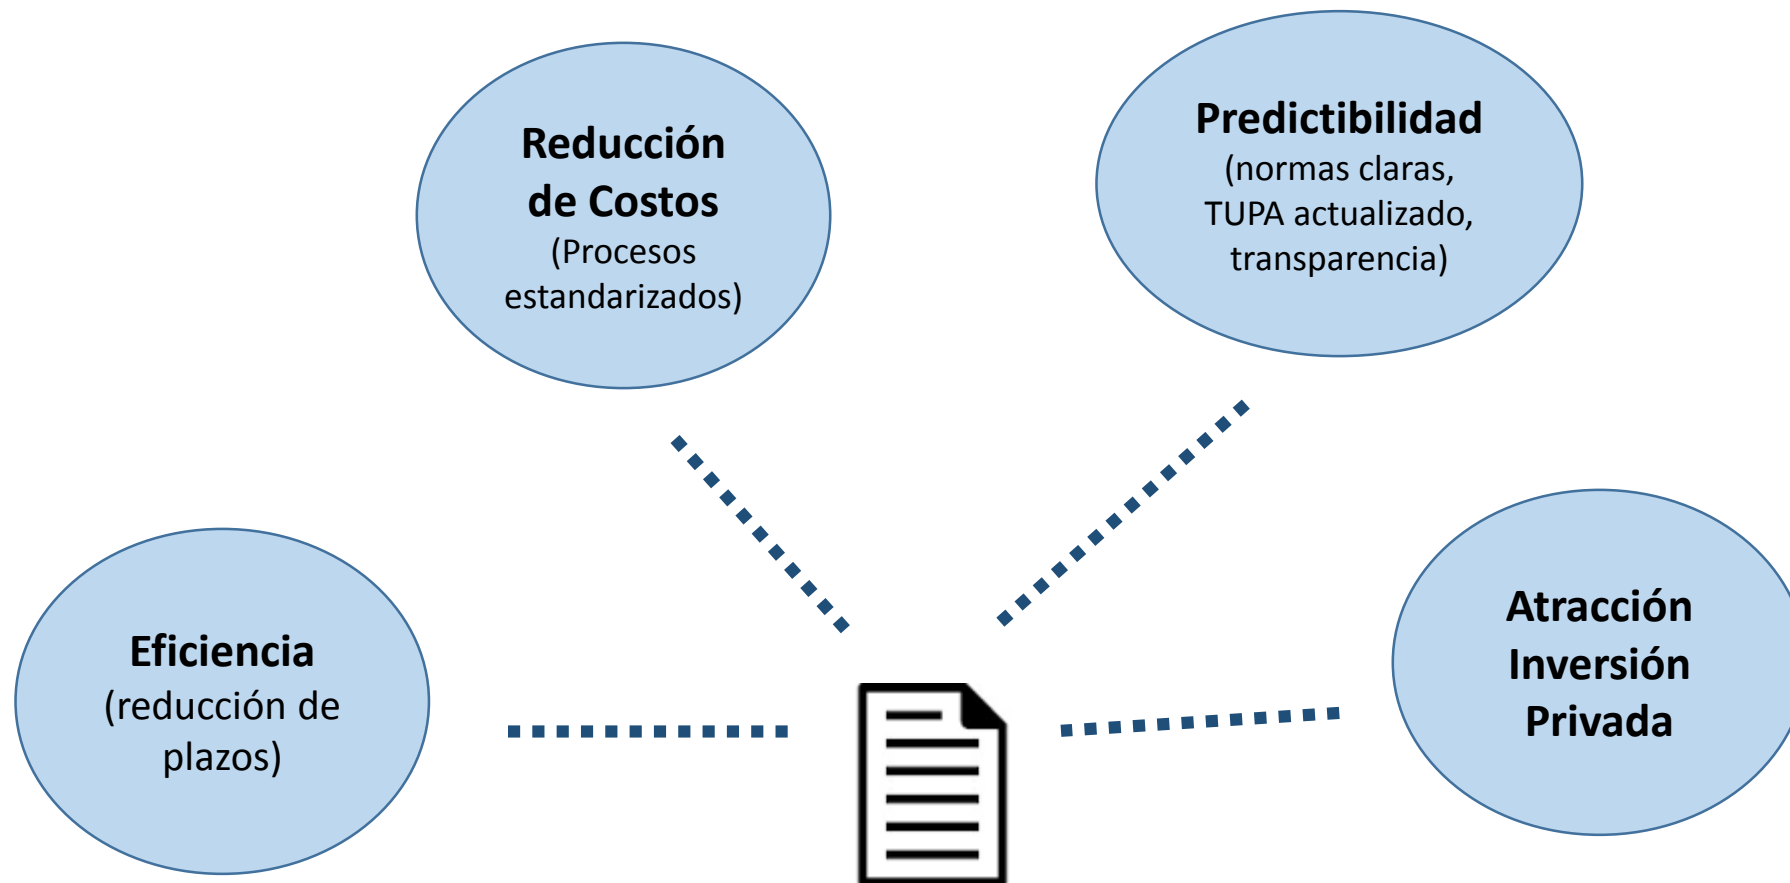 Reducción
de Costos
(Procesos
estandarizados)
Predictibilidad
(normas claras,
TUPA actualizado,
transparencia)
Eficiencia
(reducción de
plazos)
Atracción
Inversión
Privada